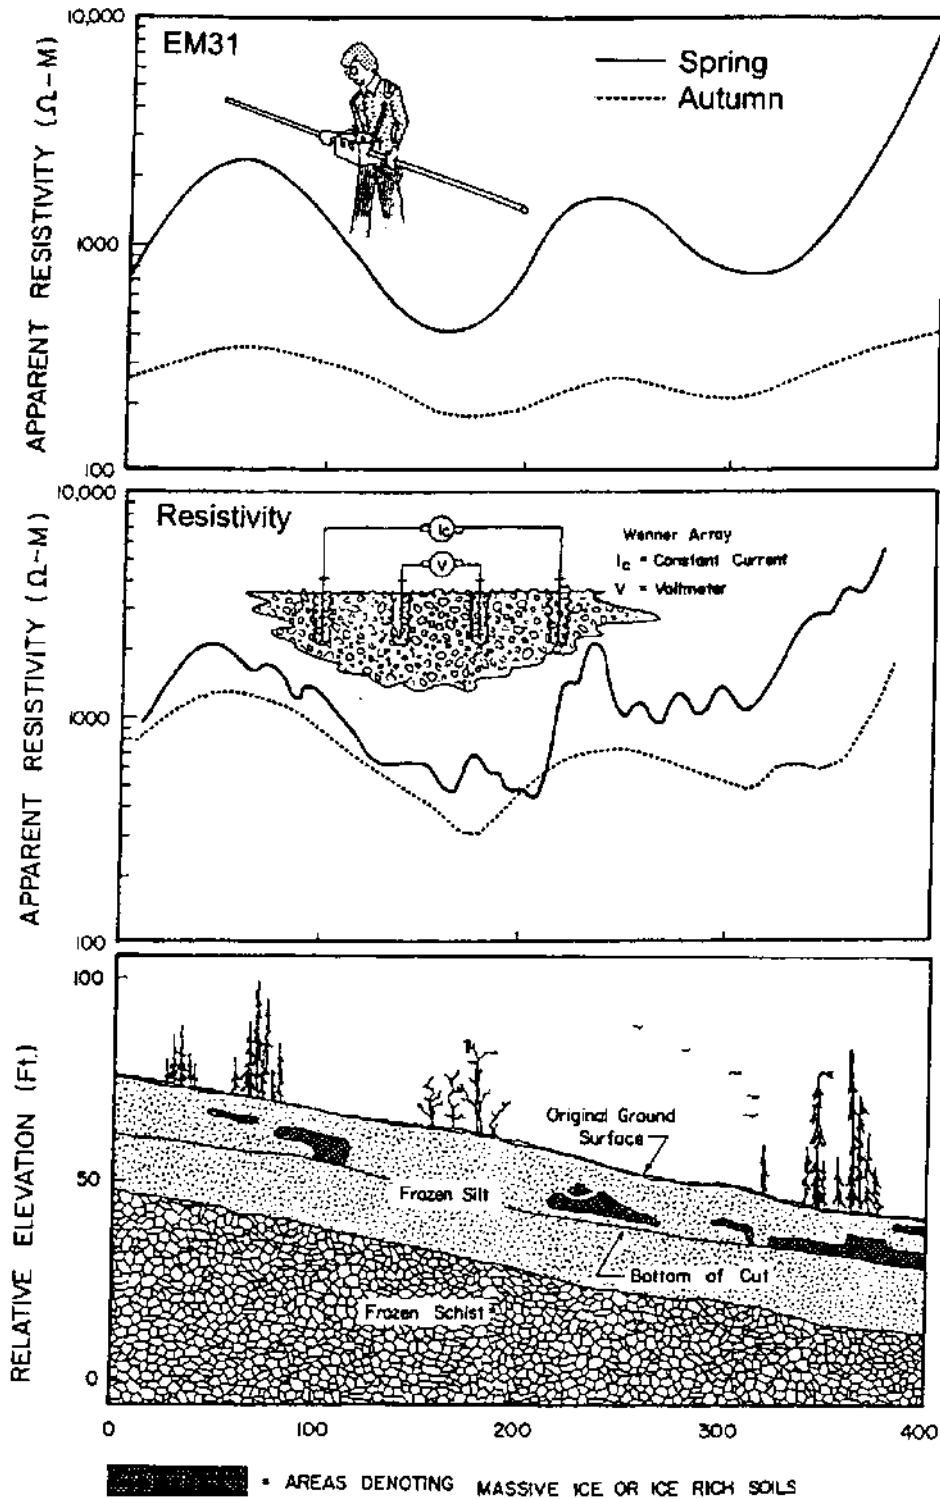 10,000
EM31
Spring
Autumn
1000
100
APPARENT RESISTIVITY (Ω-M)
10,000
Resistivity
Ic
V
Wenner Array
Ic = Constant Current
V = Voltmeter
1000
100
APPARENT RESISTIVITY (Ω-M)
100
50
0
RELATIVE ELEVATION (Ft.)
Original Ground
Surface
Frozen Silt
Bottom of Cut
Frozen Schist
0 100 200 300 400
= AREAS DENOTING MASSIVE ICE OR ICE RICH SOILS